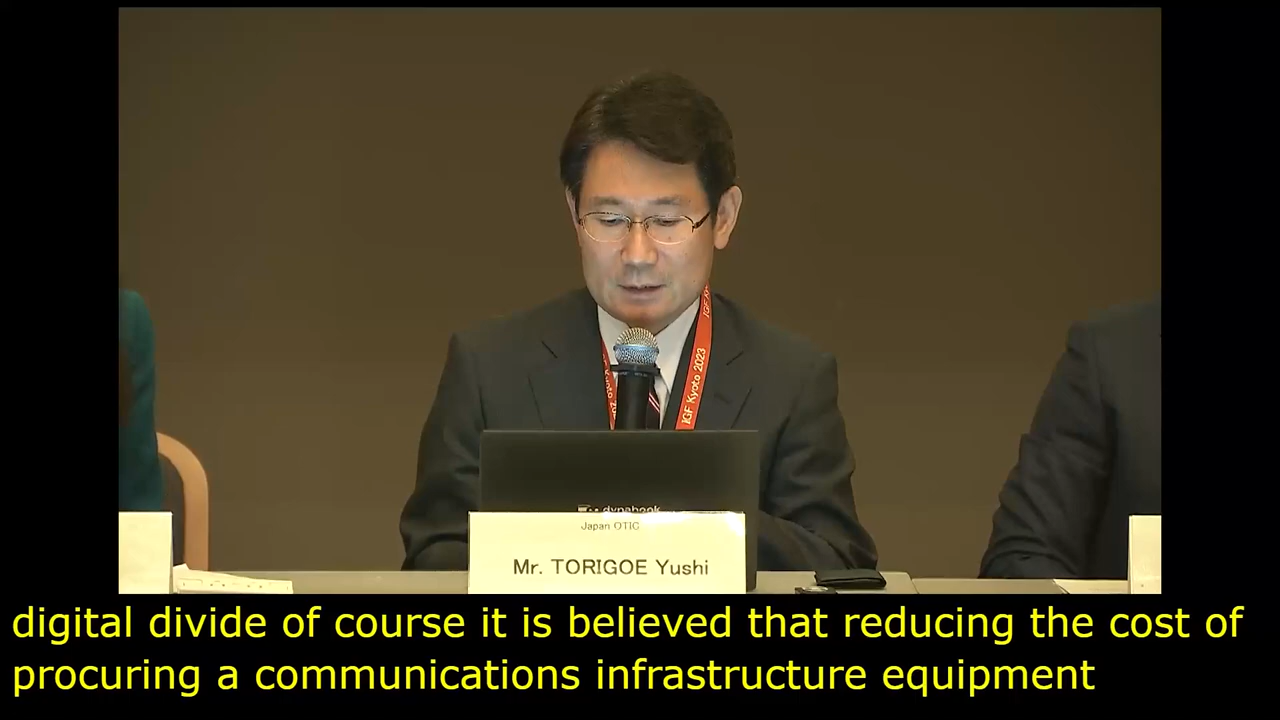 IGF Kyoto 2023
dynabook
Japan OTIC
Mr. TORIGOE Yushi
digital divide of course it is believed that reducing the cost of
procuring a communications infrastructure equipment